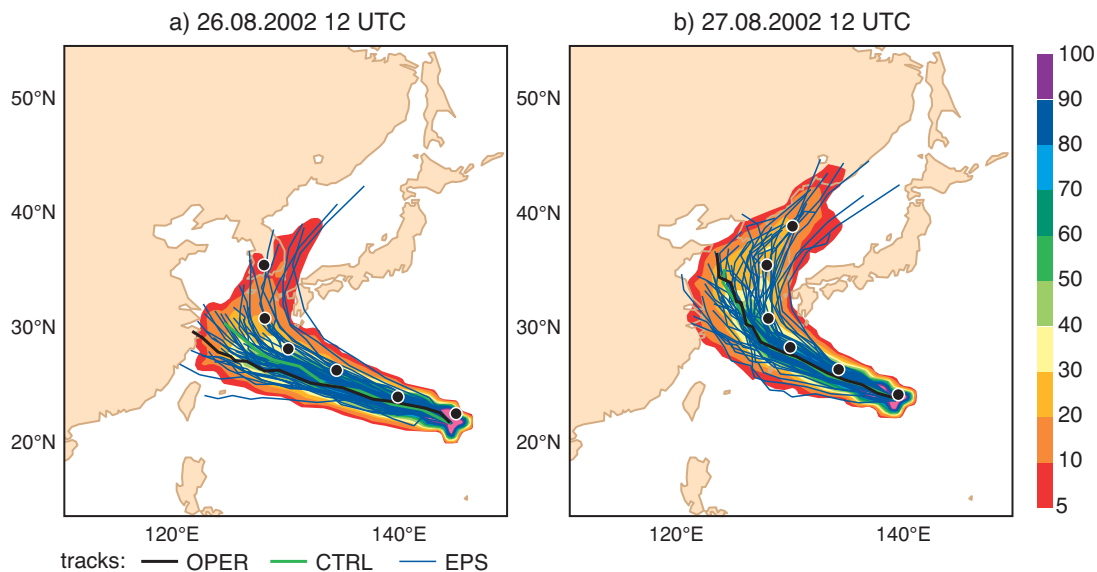 a) 26.08.2002 12 UTC
b) 27.08.2002 12 UTC
50°N
40°N
30°N
20°N
120°E
140°E
50°N
40°N
30°N
20°N
120°E
140°E
100
90
80
70
60
50
40
30
20
10
5
tracks: OPER CTRL EPS